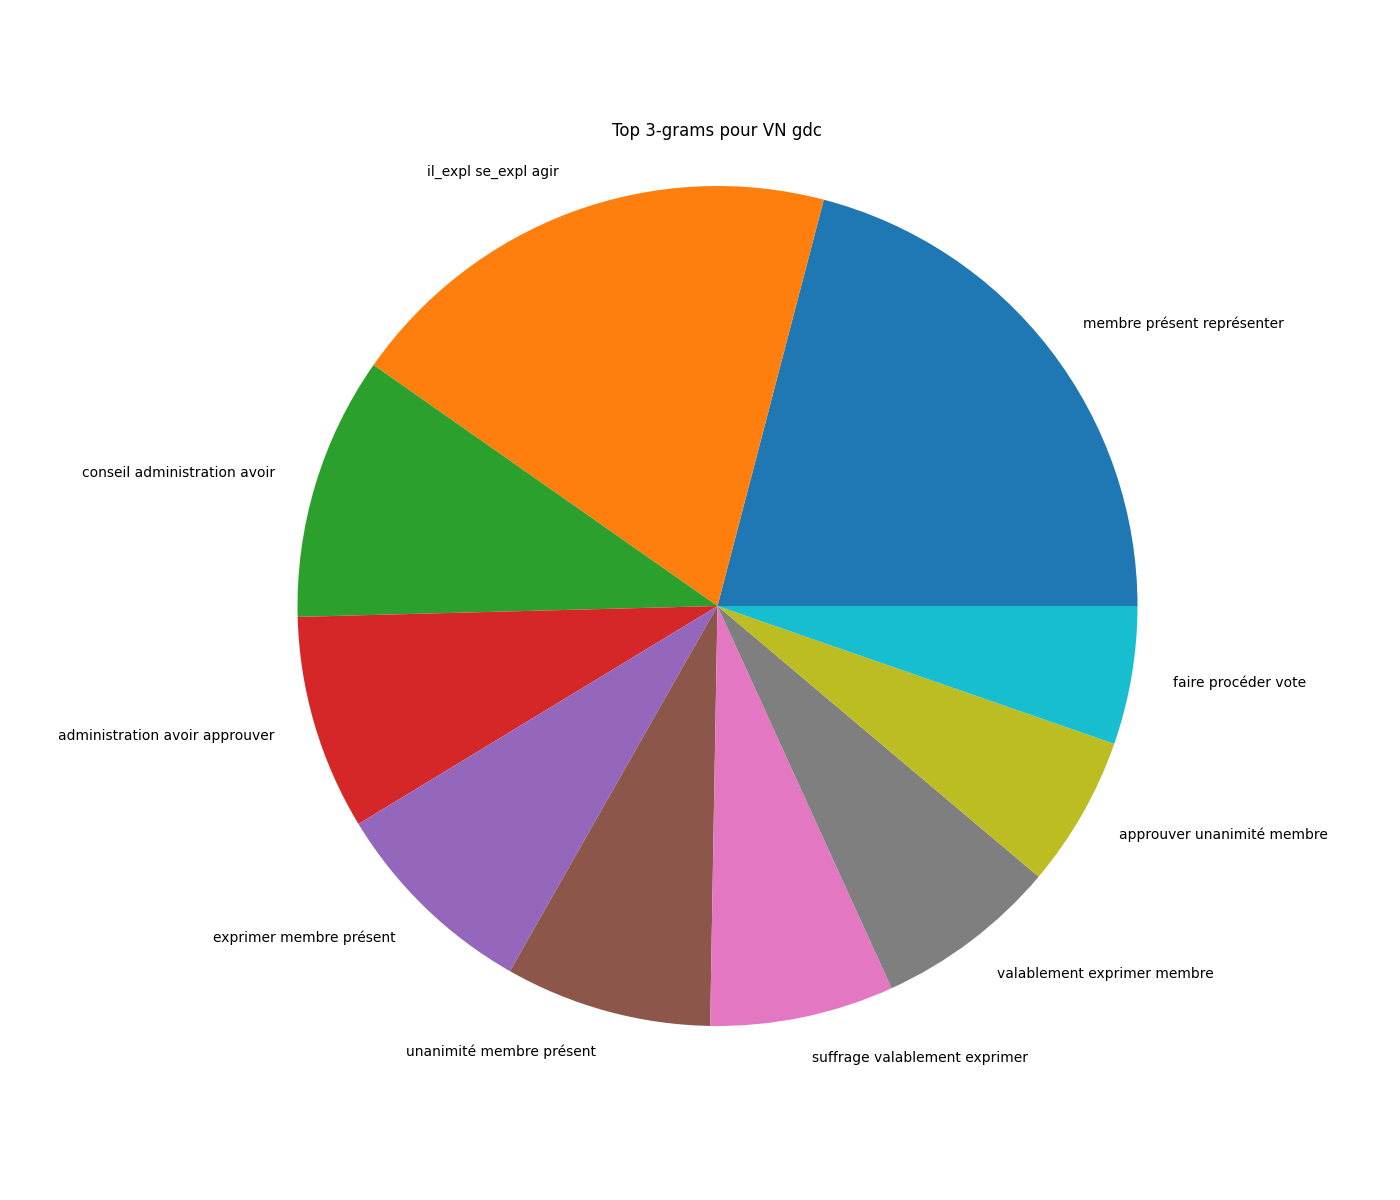 Top 3-grams pour VN gdc
il_expl se_expl agir
membre présent représenter
conseil administration avoir
faire procéder vote
administration avoir approuver
approuver unanimité membre
exprimer membre présent
valablement exprimer membre
unanimité membre présent
suffrage valablement exprimer